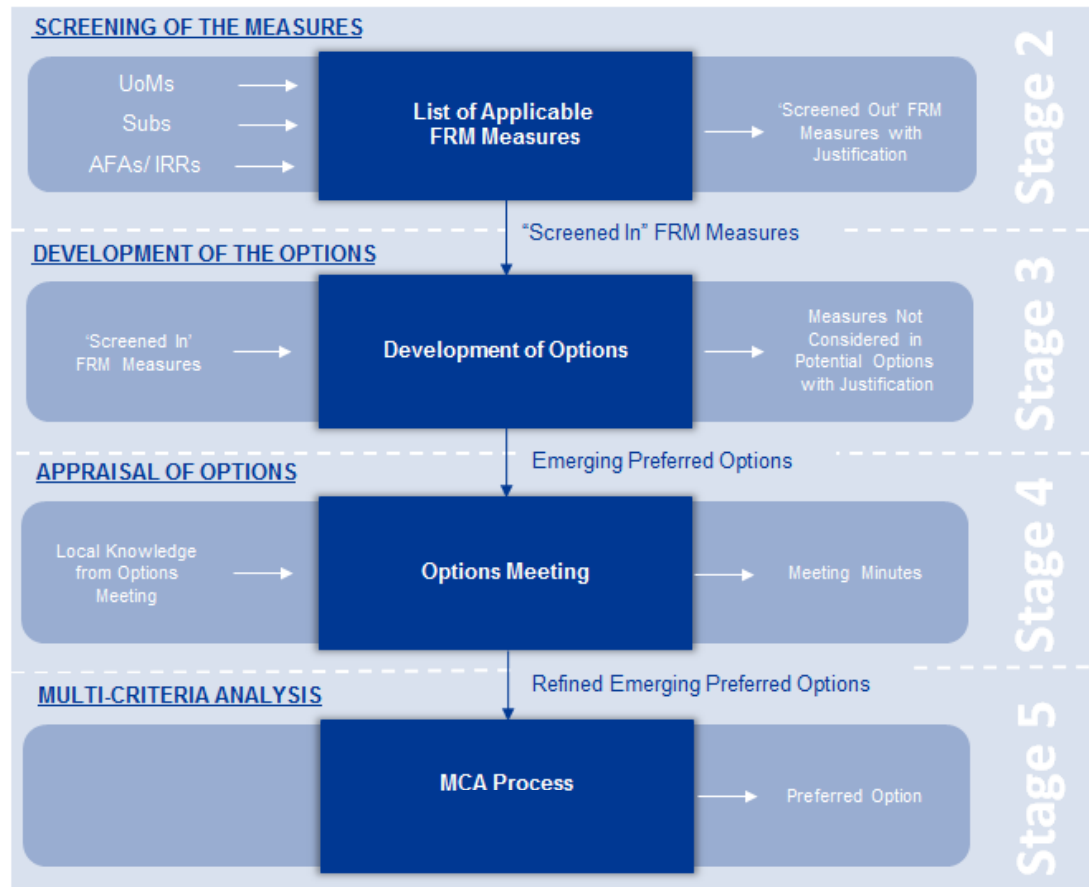 SCREENING OF THE MEASURES
UoMs
Subs
AFAs/ IRRs
List of Applicable
FRM Measures
‘Screened Out’ FRM
Measures with
Justification
Stage 2
“Screened In” FRM Measures
DEVELOPMENT OF THE OPTIONS
‘Screened In’
FRM Measures
Development of Options
Measures Not
Considered in
Potential Options
with Justification
Stage 3
Emerging Preferred Options
APPRAISAL OF OPTIONS
Local Knowledge
from Options
Meeting
Options Meeting
Meeting Minutes
Stage 4
Refined Emerging Preferred Options
MULTI-CRITERIA ANALYSIS
MCA Process
Preferred Option
Stage 5